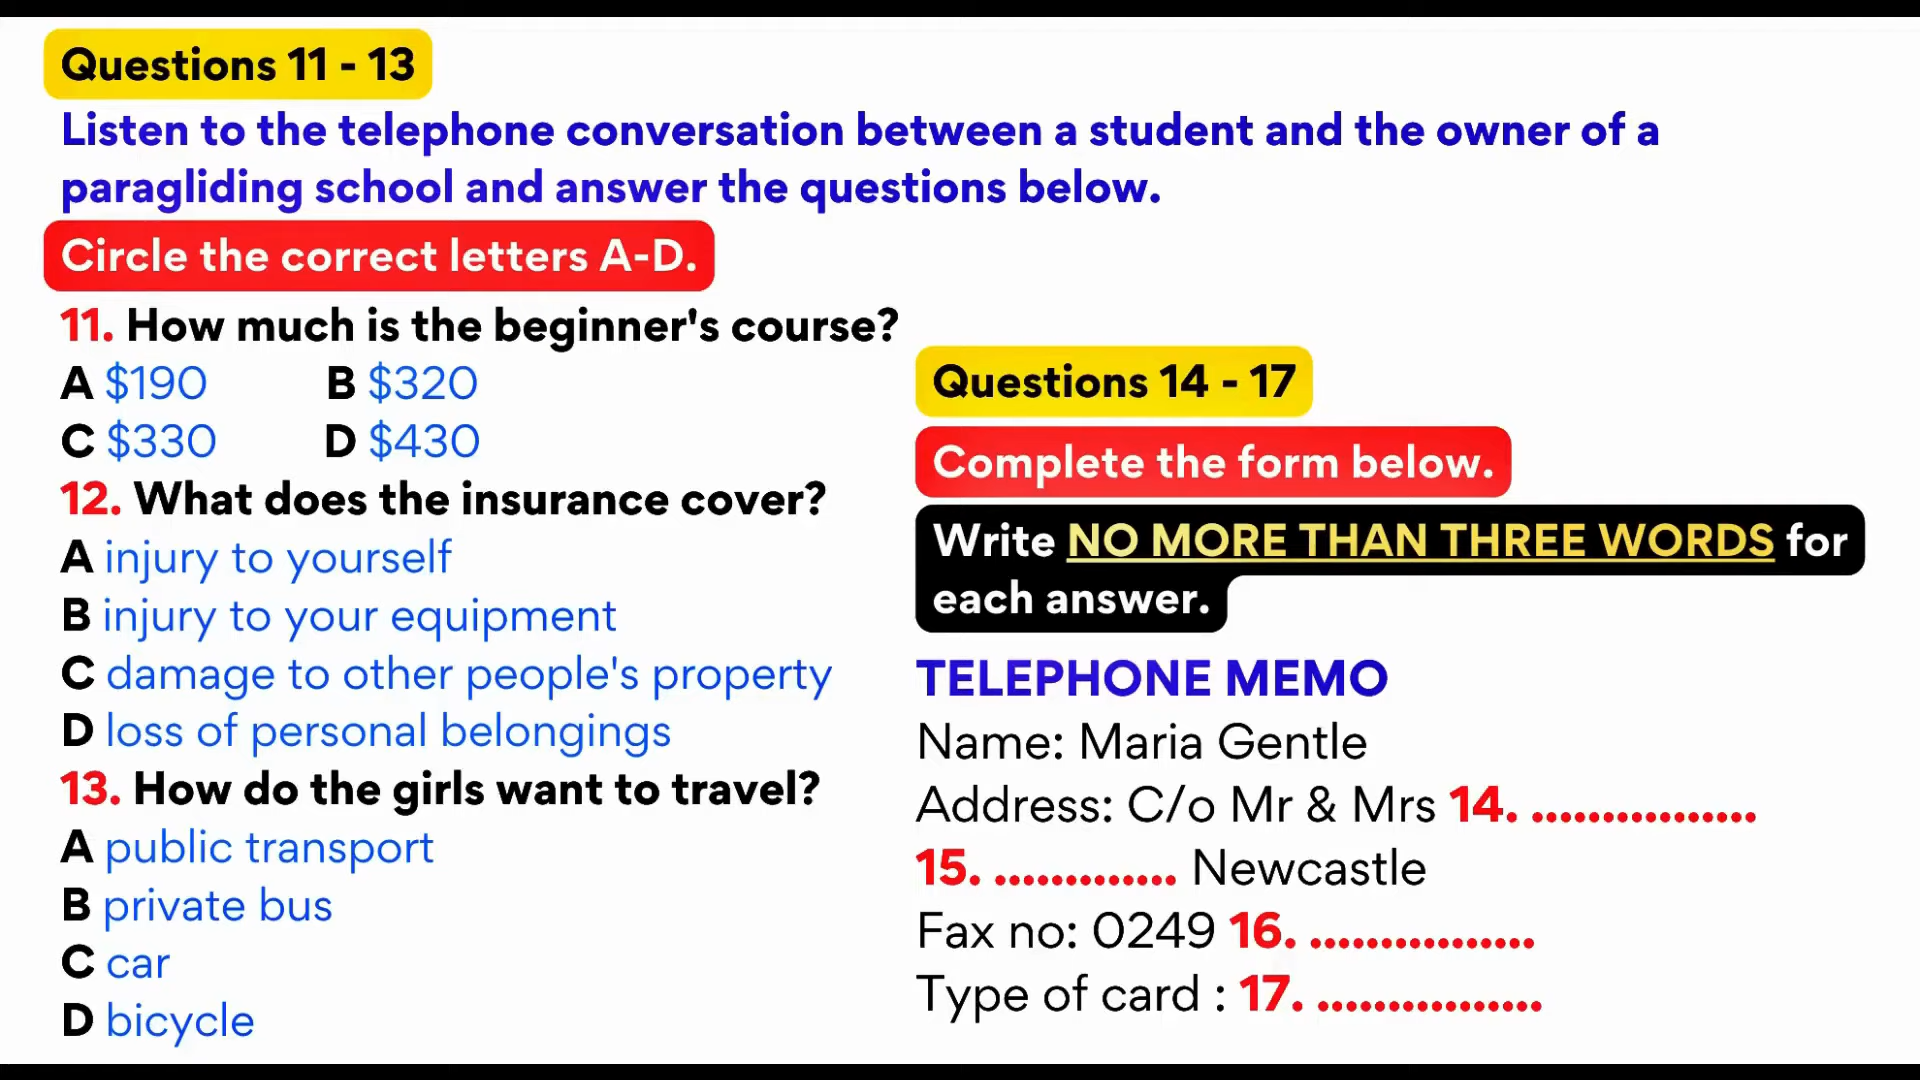 Questions 11 - 13
Listen to the telephone conversation between a student and the owner of a
paragliding school and answer the questions below.
Circle the correct letters A-D.
11. How much is the beginner's course?
A $190 B $320
C $330 D $430
12. What does the insurance cover?
A injury to yourself
B injury to your equipment
C damage to other people's property
D loss of personal belongings
13. How do the girls want to travel?
A public transport
B private bus
C car
D bicycle
Questions 14 - 17
Complete the form below.
Write NO MORE THAN THREE WORDS for
each answer.
TELEPHONE MEMO
Name: Maria Gentle
Address: C/o Mr & Mrs 14. ................
15. ............. Newcastle
Fax no: 0249 16. ................
Type of card : 17. ................